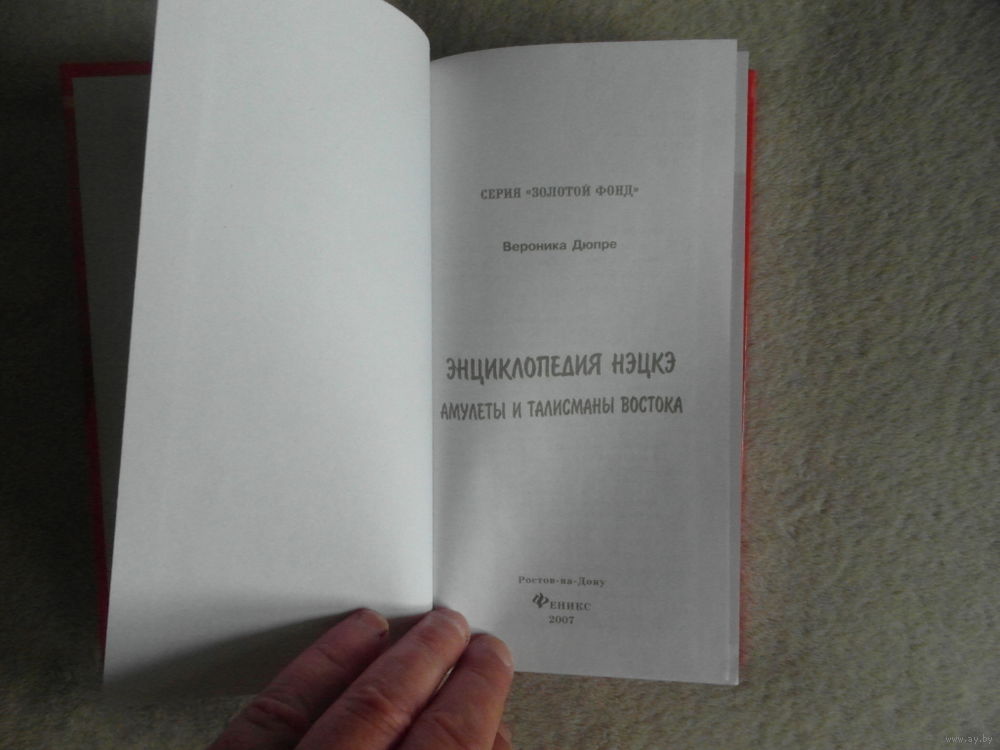 СЕРИЯ «ЗОЛОТОЙ ФОНД»
Вероника Дюпре
ЭНЦИКЛОПЕДИЯ НЭЦКЭ
АМУЛЕТЫ И ТАЛИСМАНЫ ВОСТОКА
Ростов-на-Дону
ФЕНИКС
2007
www.ay.by